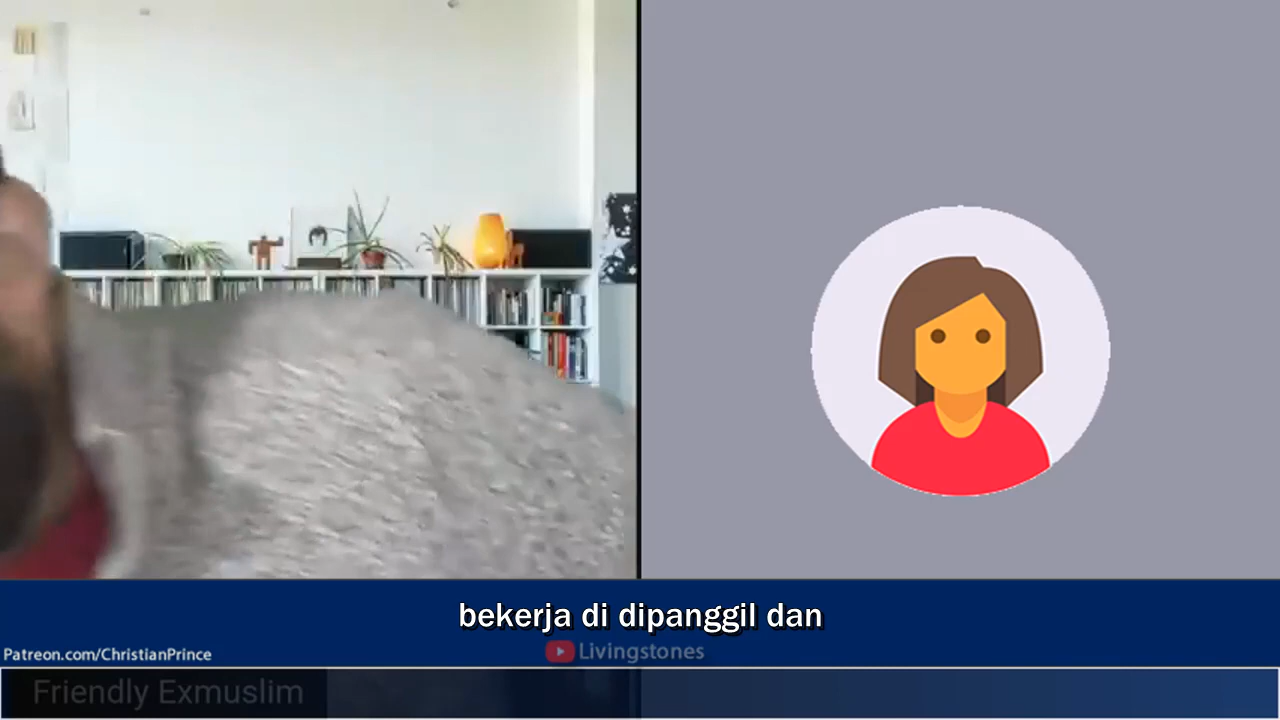 bekerja di dipanggil dan
Patreon.com/ChristianPrince
Livingstones
Friendly Exmuslim